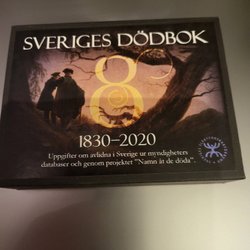 SVERIGES DÖDBOK
8
1830–2020
Uppgifter om avlidna i Sverige ur myndigheters
databaser och genom projektet "Namn åt de döda".